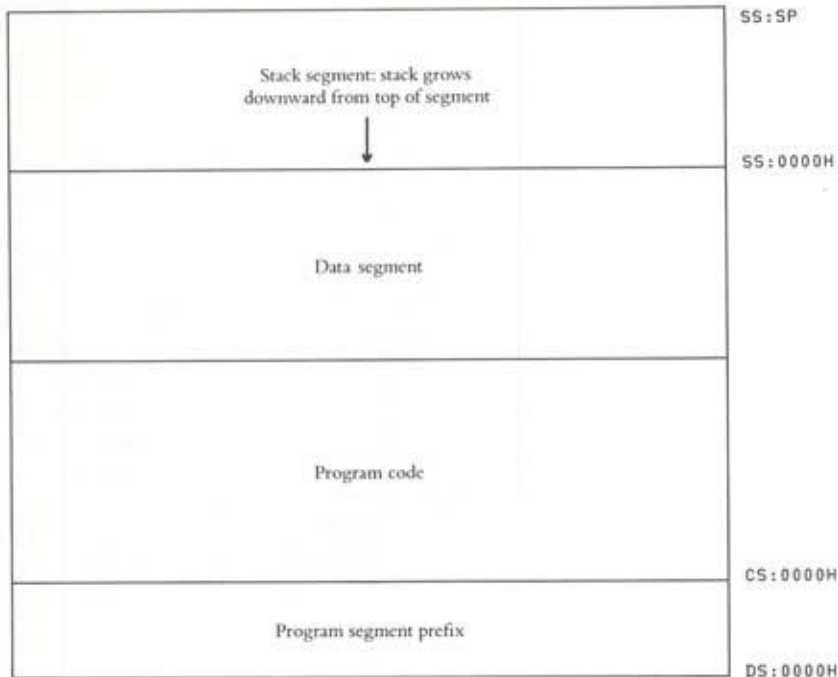 SS:SP
Stack segment: stack grows
downward from top of segment
SS:0000H
Data segment
Program code
CS:0000H
Program segment prefix
DS:0000H